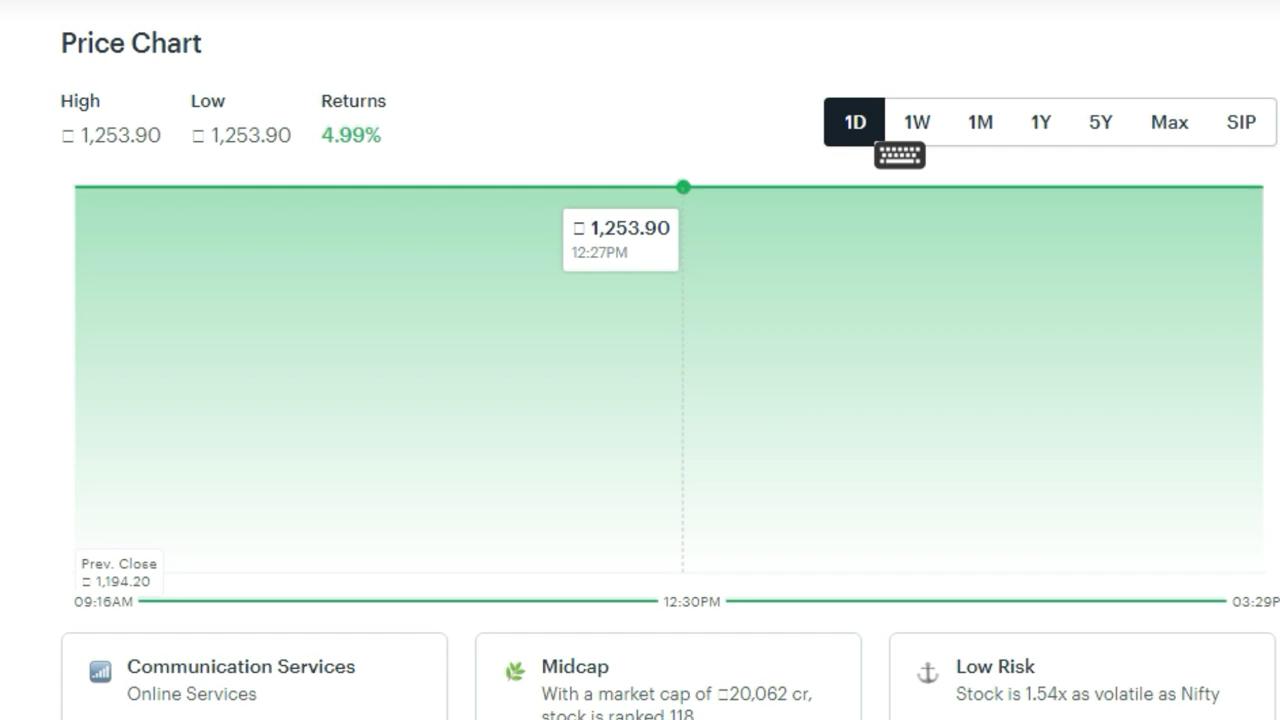 Price Chart
High Low Returns
1,253.90 1,253.90 4.99%
1D 1W 1M 1Y 5Y Max SIP
1,253.90
12:27PM
Prev. Close
1,194.20
09:16AM 12:30PM 03:29P
Communication Services
Online Services
Midcap
With a market cap of 20,062 cr,
stock is ranked 118
Low Risk
Stock is 1.54x as volatile as Nifty